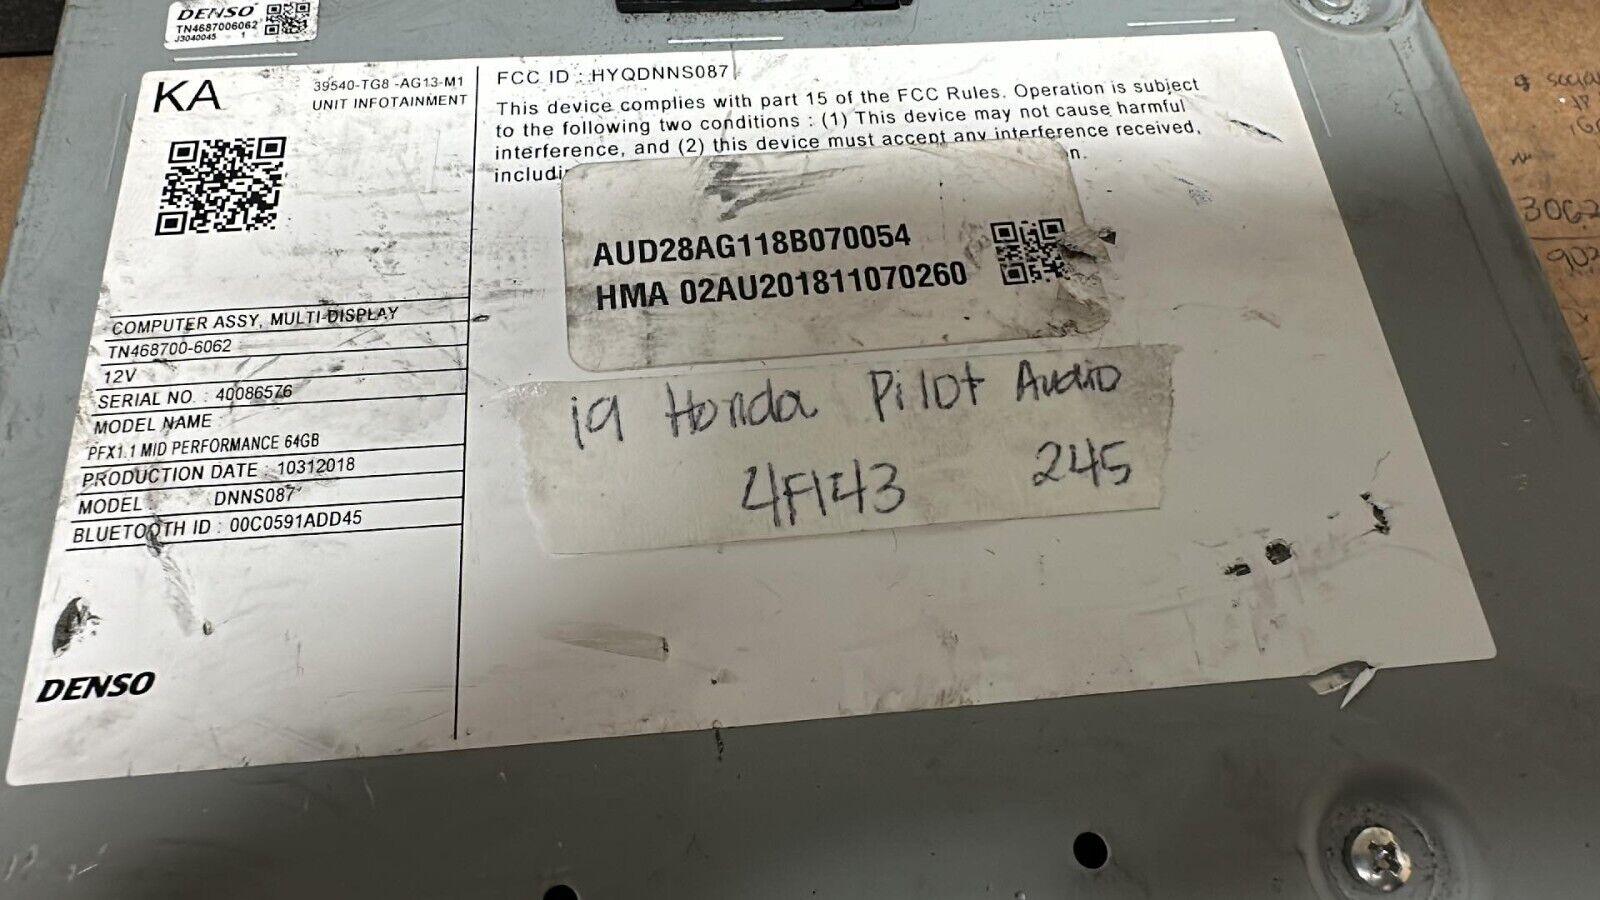 DENSO
TN4687006062
J3040045 1
KA
39540-TG8 -AG13-M1
UNIT INFOTAINMENT
COMPUTER ASSY, MULTI-DISPLAY
TN468700-6062
12V
SERIAL NO. : 40086576
MODEL NAME :
PFX1.1 MID PERFORMANCE 64GB
PRODUCTION DATE : 10312018
MODEL : DNNS087
BLUETOOTH ID : 00C0591ADD45
DENSO
FCC ID : HYQDNNS087
This device complies with part 15 of the FCC Rules. Operation is subject
to the following two conditions : (1) This device may not cause harmful
interference, and (2) this device must accept any interference received,
AUD28AG118B070054
HMA 02AU201811070260
19 Honda Pilot Audio
4F143 245